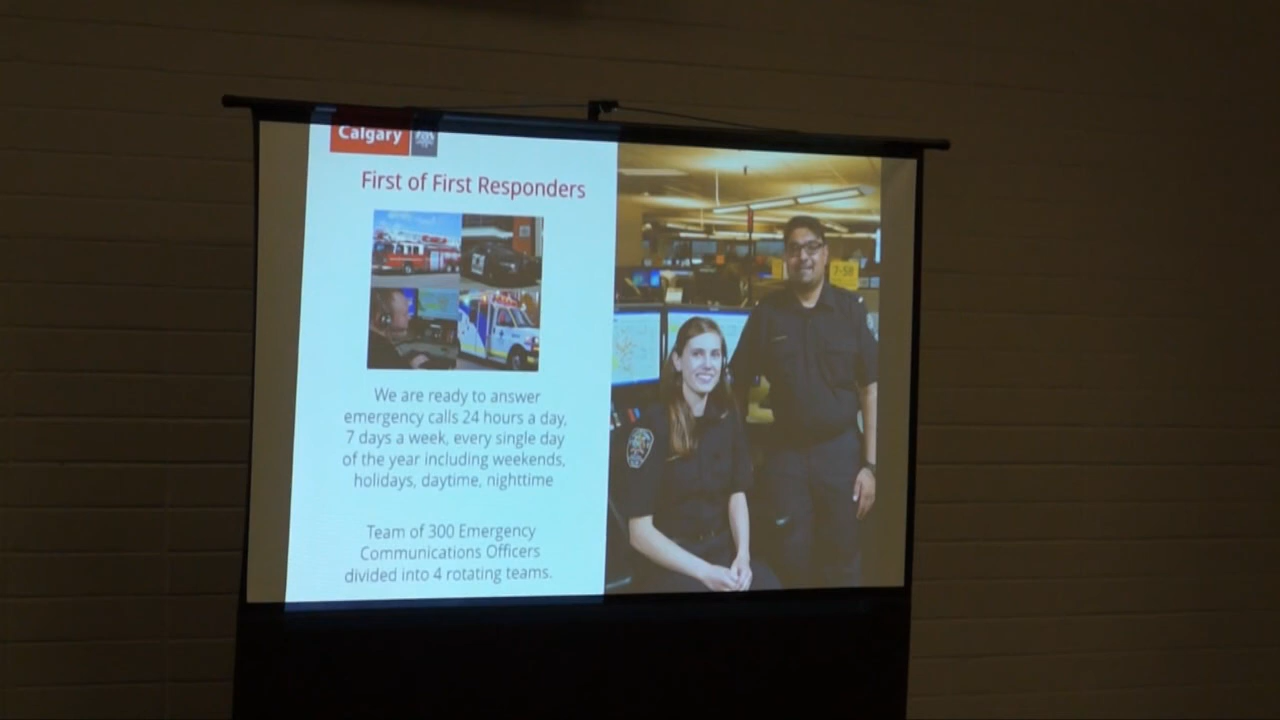 Calgary
First of First Responders
We are ready to answer
emergency calls 24 hours a day,
7 days a week, every single day
of the year including weekends,
holidays, daytime, nighttime
Team of 300 Emergency
Communications Officers
divided into 4 rotating teams.
7-5B